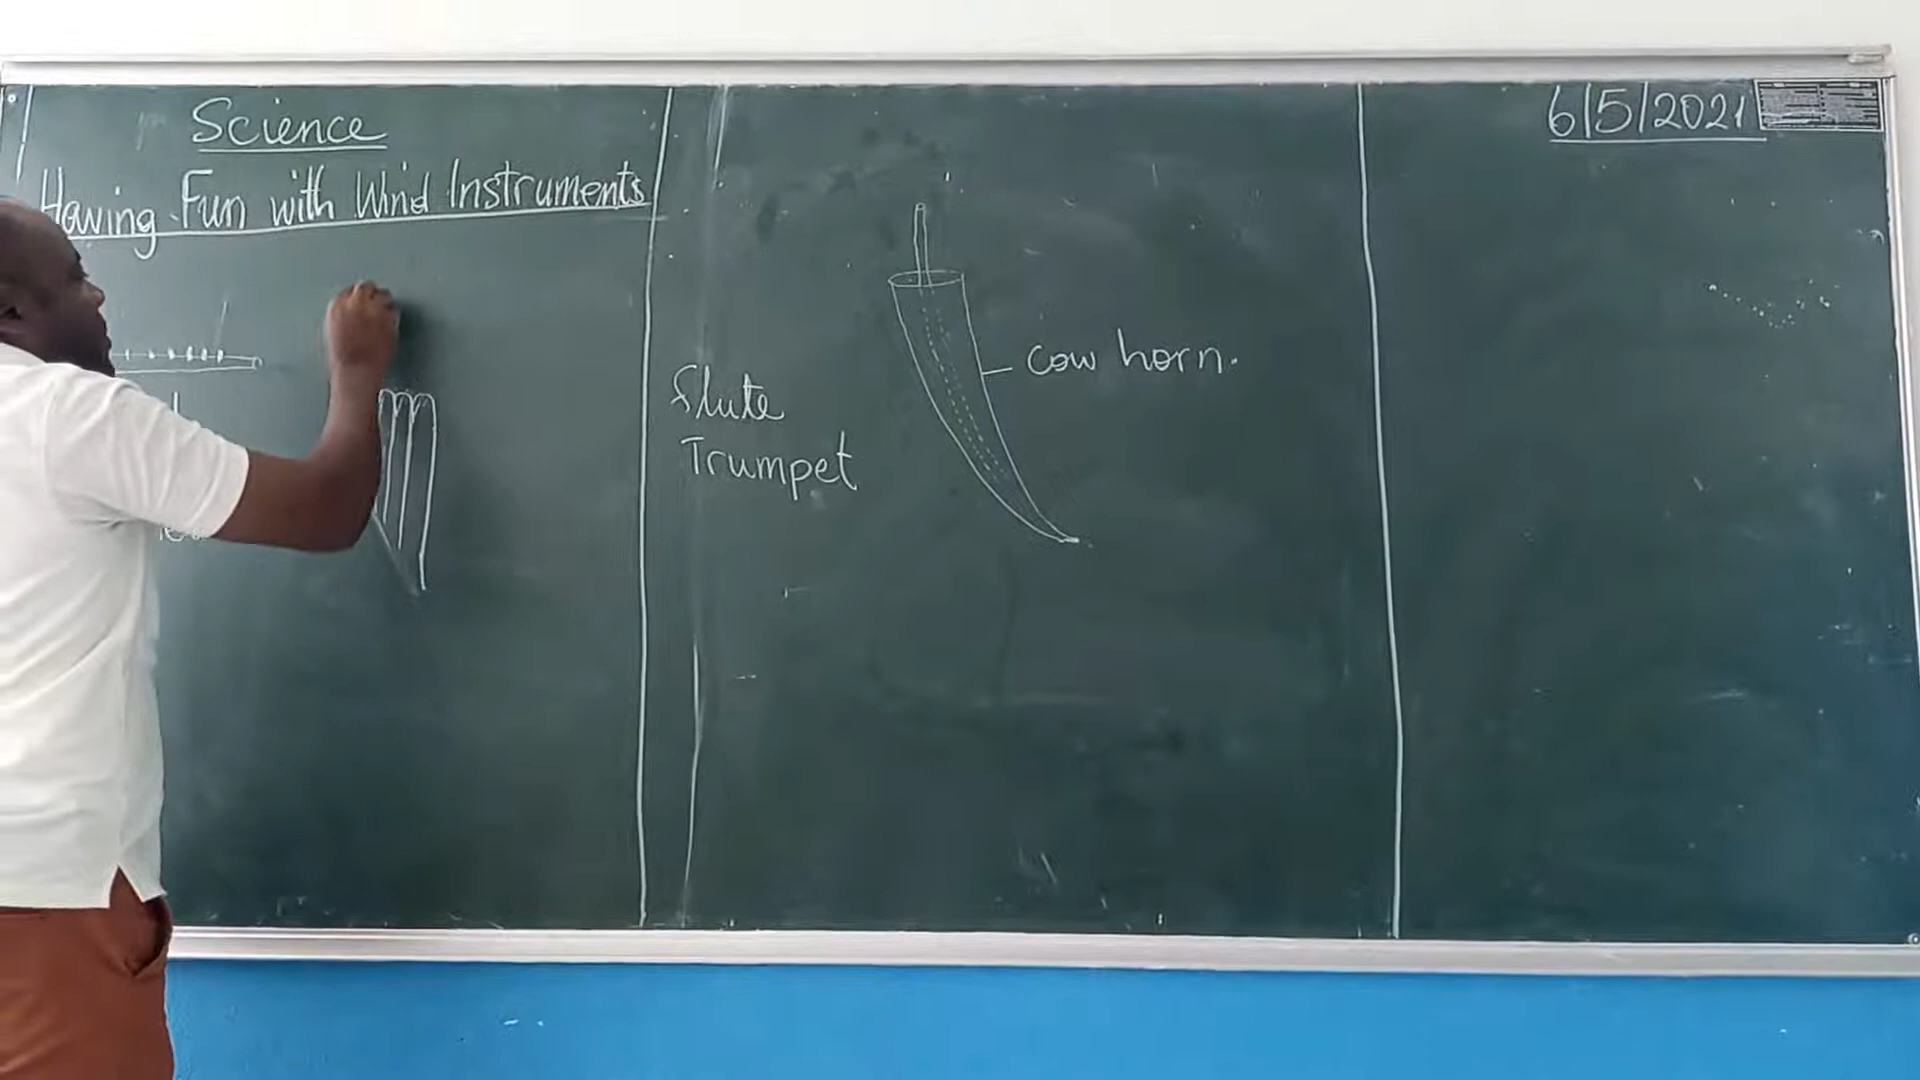 Science
Having Fun with Wind Instruments
Flute
Trumpet
cow horn.
6/5/2021